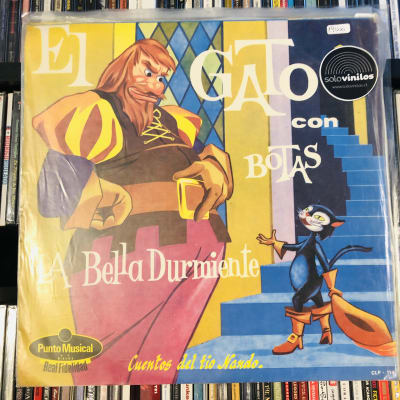 El
GATO
con
BOTAS
LA Bella Durmiente
Cuentos del tío Nando.
Punto Musical
Real Fidelidad
solovinilos